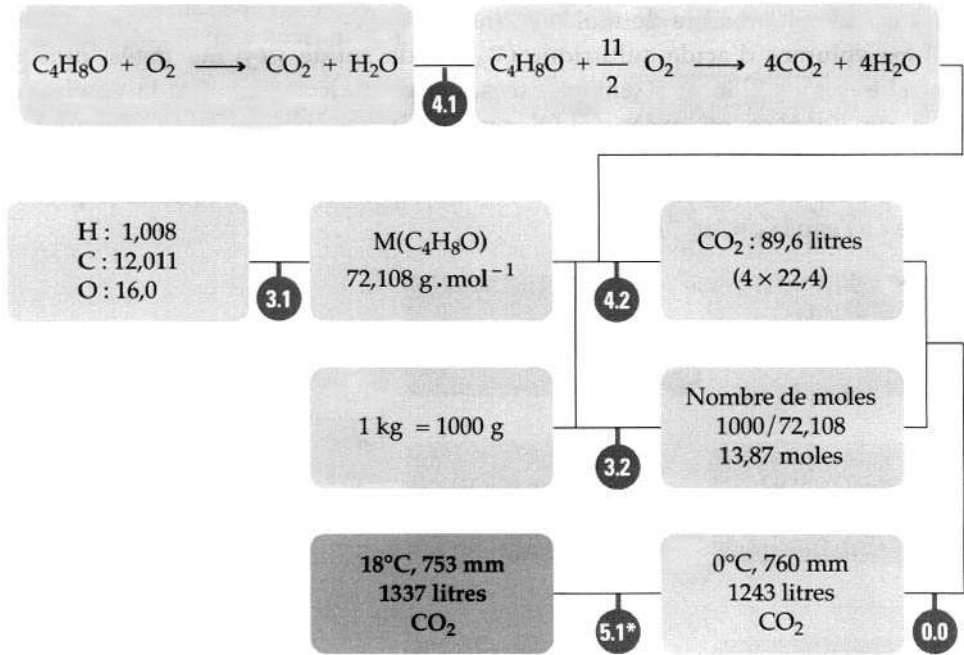 C₄H₈O + O₂ ⟶ CO₂ + H₂O
4.1
C₄H₈O + 11/2 O₂ ⟶ 4CO₂ + 4H₂O
H : 1,008
C : 12,011
O : 16,0
3.1
M(C₄H₈O)
72,108 g . mol⁻¹
4.2
CO₂ : 89,6 litres
(4 × 22,4)
1 kg = 1000 g
3.2
Nombre de moles
1000/72,108
13,87 moles
18°C, 753 mm
1337 litres
CO₂
5.1*
0°C, 760 mm
1243 litres
CO₂
0.0